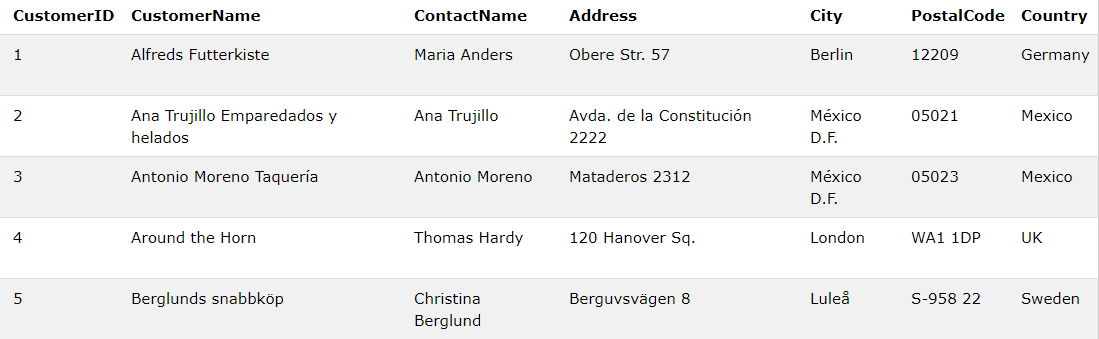 CustomerID CustomerName ContactName Address City PostalCode Country
1 Alfreds Futterkiste Maria Anders Obere Str. 57 Berlin 12209 Germany
2 Ana Trujillo Emparedados y Ana Trujillo Avda. de la Constitución México 05021 Mexico
helados 2222 D.F.
3 Antonio Moreno Taquería Antonio Moreno Mataderos 2312 México 05023 Mexico
D.F.
4 Around the Horn Thomas Hardy 120 Hanover Sq. London WA1 1DP UK
5 Berglunds snabbköp Christina Berguvsvägen 8 Luleå S-958 22 Sweden
Berglund